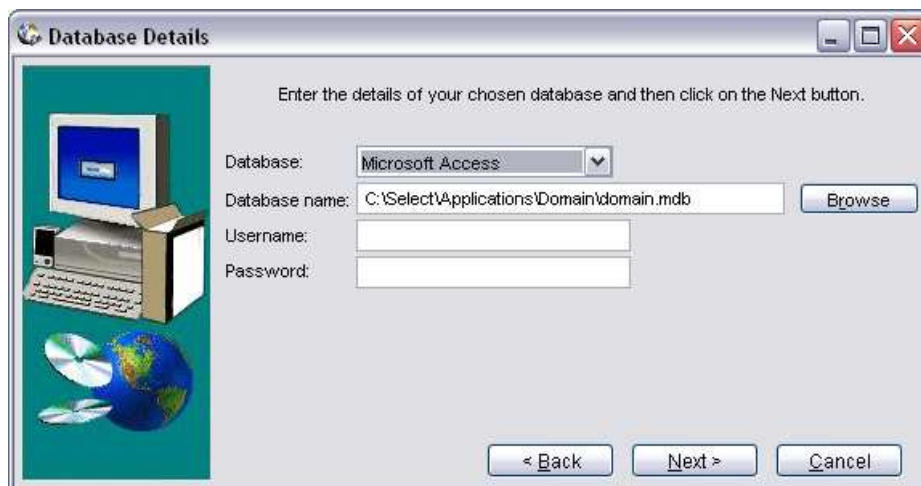 Database Details
Enter the details of your chosen database and then click on the Next button.
Database: Microsoft Access
Database name: C:\Select\Applications\Domain\domain.mdb Browse
Username:
Password:
< Back Next > Cancel